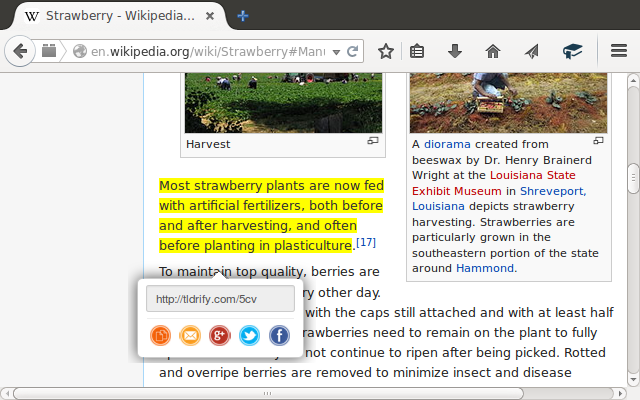 Strawberry - Wikipedia...
en.wikipedia.org/wiki/Strawberry#Manu
Harvest
A diorama created from
beeswax by Dr. Henry Brainerd
Wright at the Louisiana State
Exhibit Museum in Shreveport,
Louisiana depicts strawberry
harvesting. Strawberries are
particularly grown in the
southeastern portion of the state
around Hammond.
Most strawberry plants are now fed
with artificial fertilizers, both before
and after harvesting, and often
before planting in plasticulture.[17]
To maintain top quality, berries are
ry other day.
http://tldrify.com/5cv
with the caps still attached and with at least half
rawberries need to remain on the plant to fully
not continue to ripen after being picked. Rotted
and overripe berries are removed to minimize insect and disease